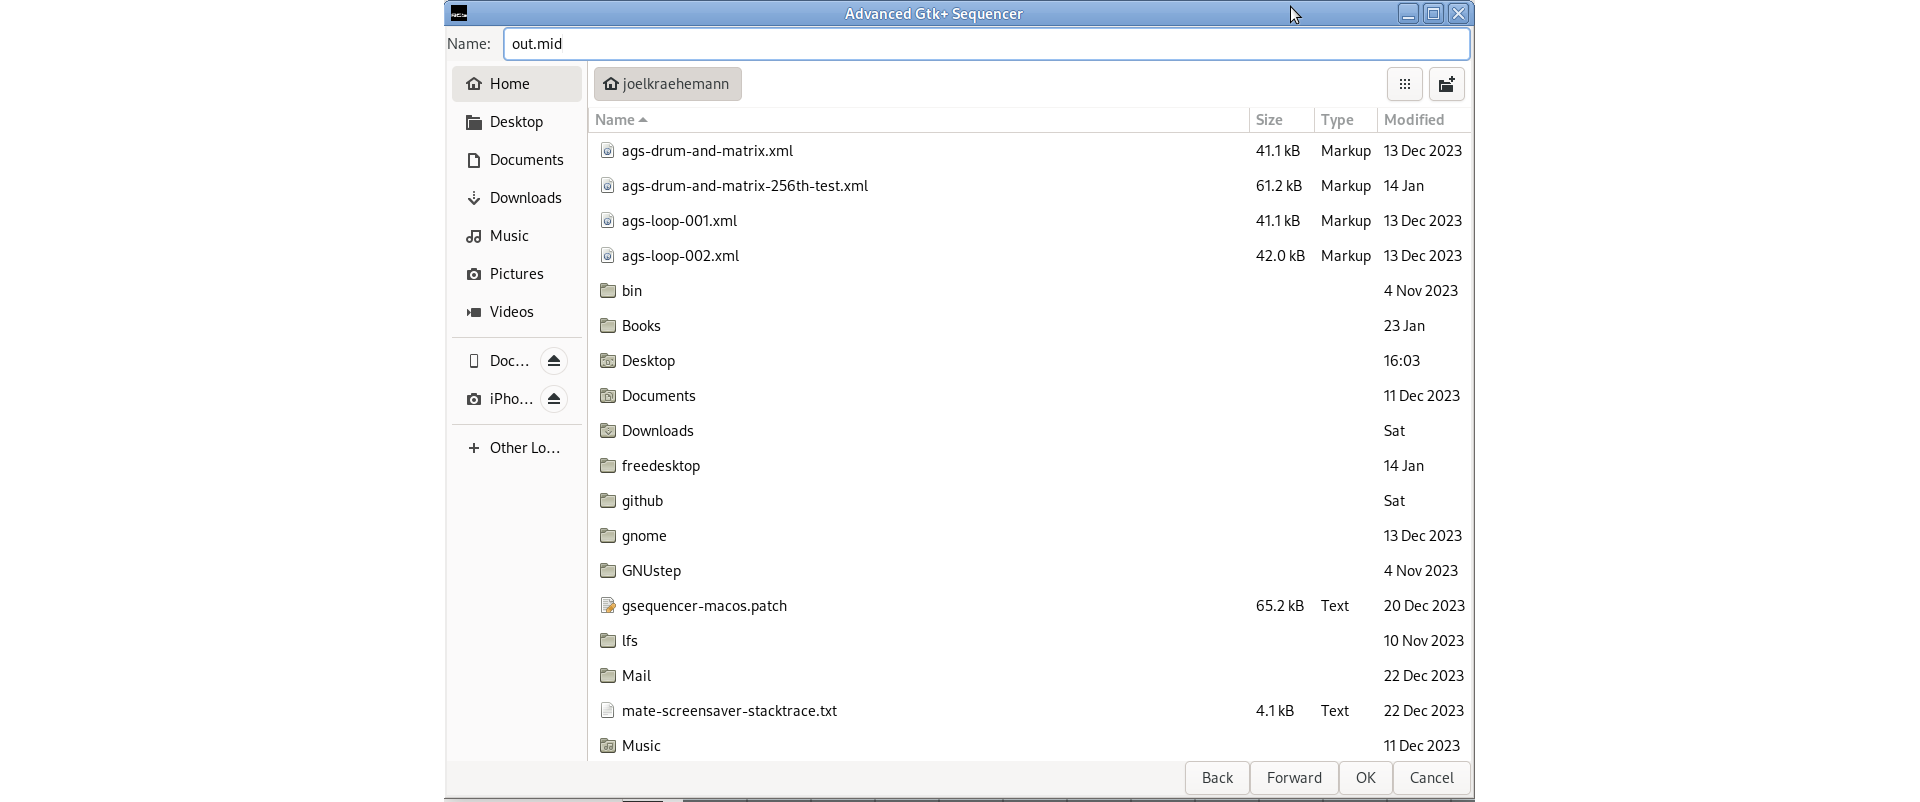 Advanced Gtk+ Sequencer
Name: out.mid
Home
Desktop
Documents
Downloads
Music
Pictures
Videos
Doc...
iPho...
Other Lo...
joelkraehemann
Name Size Type Modified
ags-drum-and-matrix.xml 41.1 kB Markup 13 Dec 2023
ags-drum-and-matrix-256th-test.xml 61.2 kB Markup 14 Jan
ags-loop-001.xml 41.1 kB Markup 13 Dec 2023
ags-loop-002.xml 42.0 kB Markup 13 Dec 2023
bin 4 Nov 2023
Books 23 Jan
Desktop 16:03
Documents 11 Dec 2023
Downloads Sat
freedesktop 14 Jan
github Sat
gnome 13 Dec 2023
GNUstep 4 Nov 2023
gsequencer-macos.patch 65.2 kB Text 20 Dec 2023
lfs 10 Nov 2023
Mail 22 Dec 2023
mate-screensaver-stacktrace.txt 4.1 kB Text 22 Dec 2023
Music 11 Dec 2023
Back Forward OK Cancel